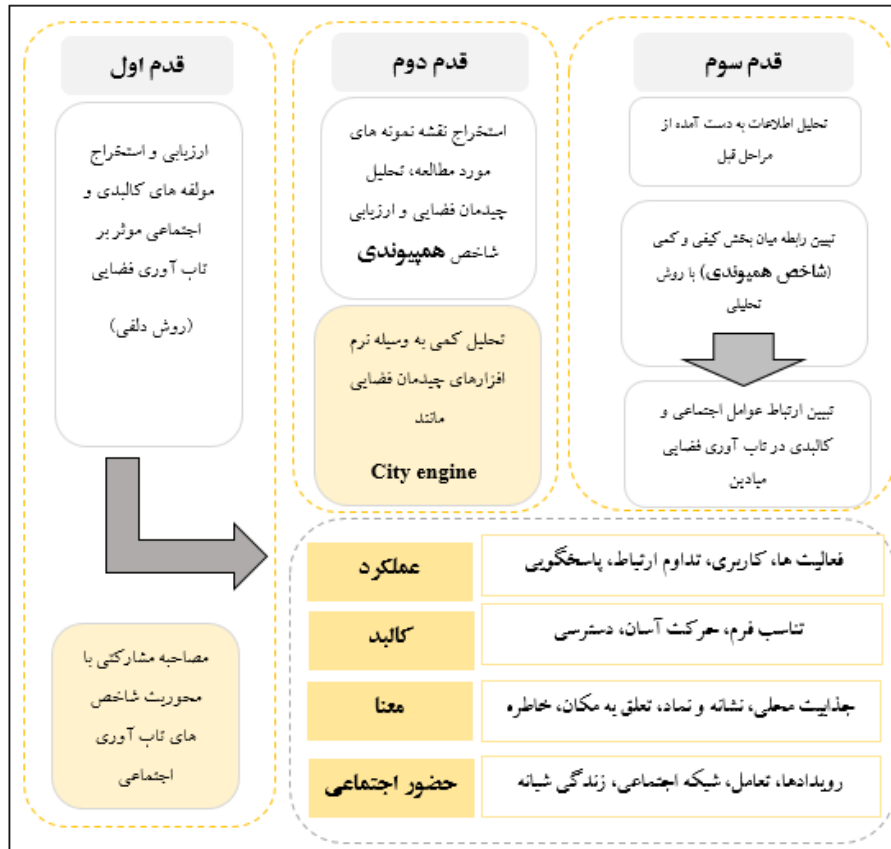 قدم اول
ارزیابی و استخراج
مولفه های کالبدی و
اجتماعی موثر بر
تاب آوری فضایی
(روش دلفی)
مصاحبه مشارکتی با
محوریت شاخص
های تاب آوری
اجتماعی
قدم دوم
استخراج نقشه نمونه های
مورد مطالعه، تحلیل
چیدمان فضایی و ارزیابی
شاخص همپیوندی
تحلیل کمی به وسیله نرم
افزارهای چیدمان فضایی
مانند
City engine
قدم سوم
تحلیل اطلاعات به دست آمده از
مراحل قبل
تبیین رابطه میان بخش کیفی و کمی
(شاخص همپوندی) با روش
تحلیلی
تبیین ارتباط عوامل اجتماعی و
کالبدی در تاب آوری فضایی
میادین
عملکرد
فعالیت ها، کاربری، تداوم ارتباط، پاسخگویی
کالبد
تناسب فرم، حرکت آسان، دسترسی
معنا
جذابیت محلی، نشانه و نماد، تعلق به مکان، خاطره
حضور اجتماعی
رویدادها، تعامل، شبکه اجتماعی، زندگی شبانه